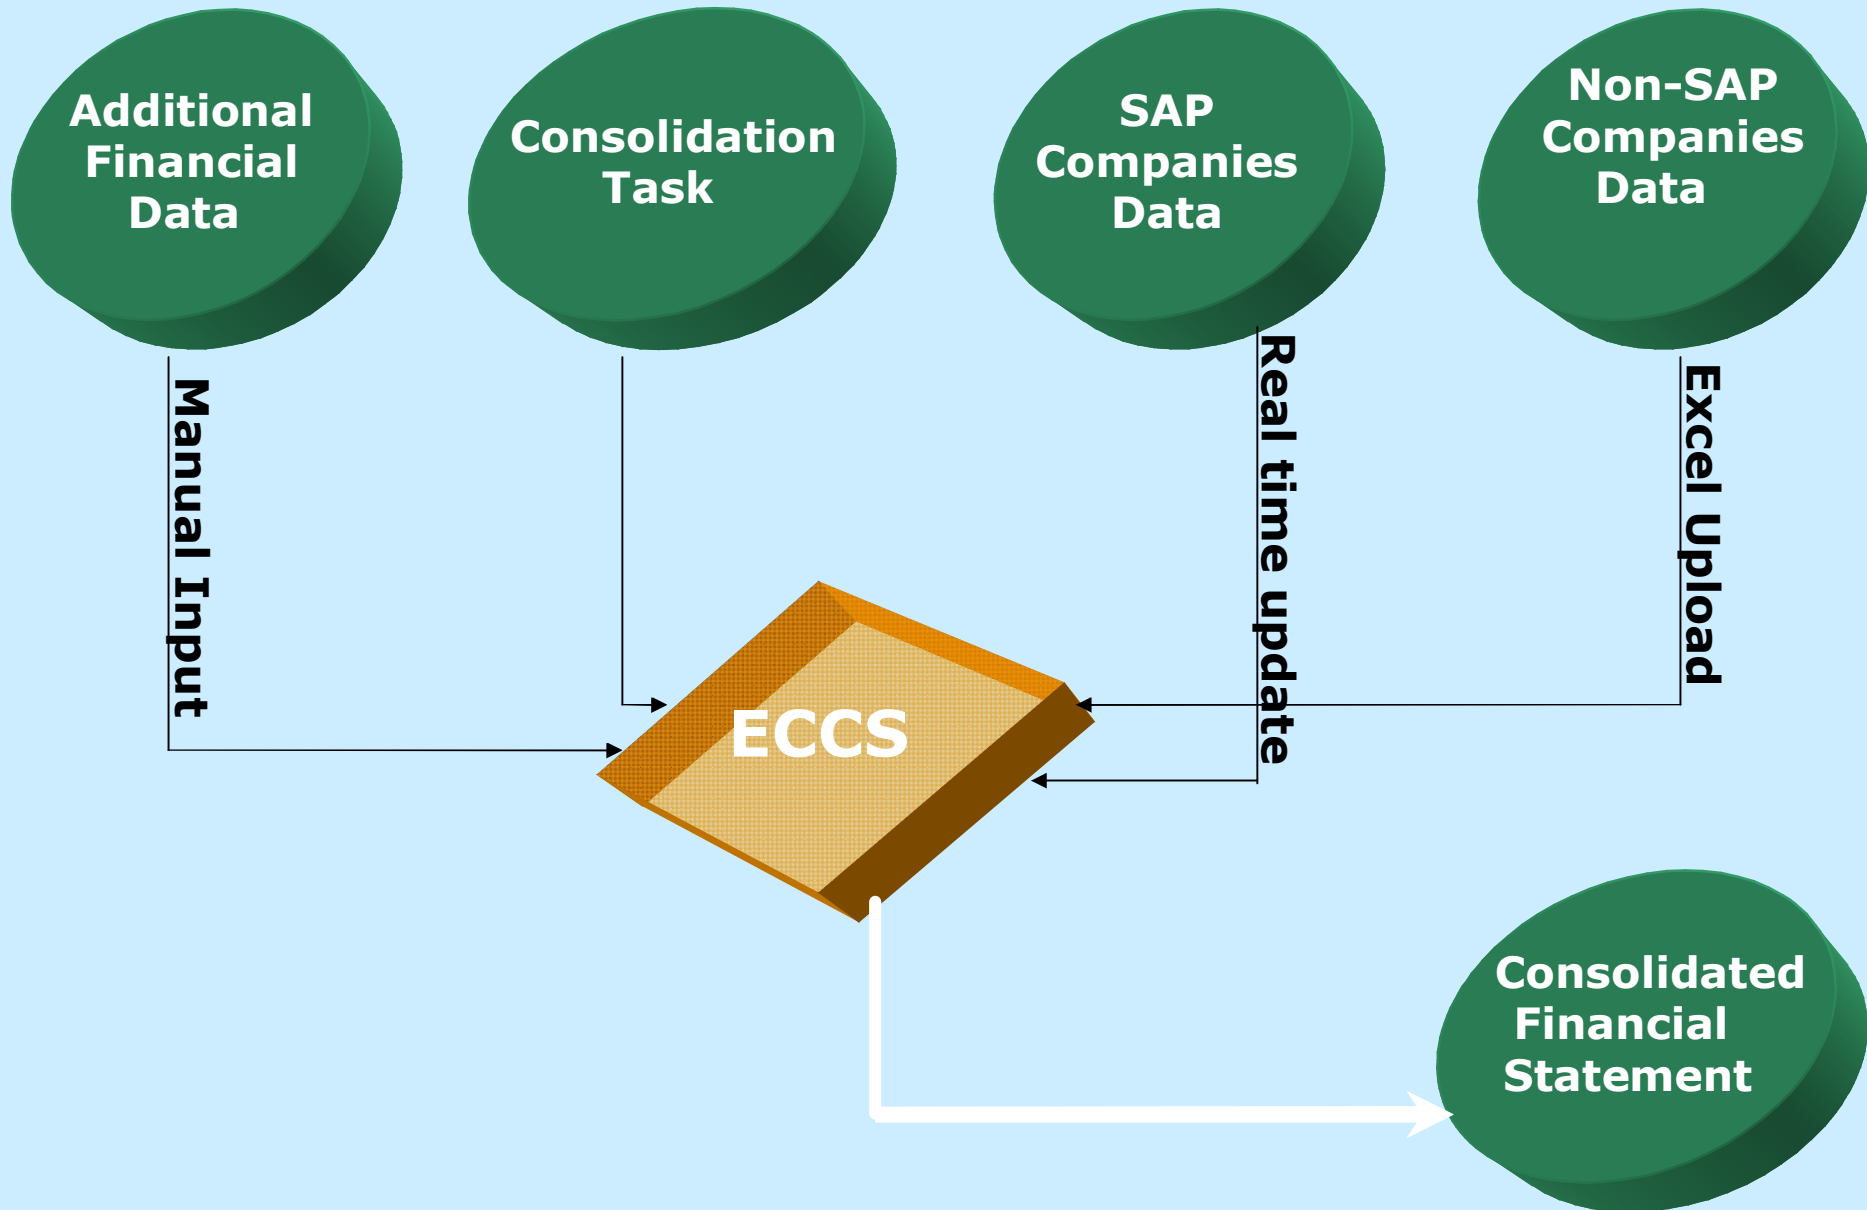 Additional
Financial
Data
Consolidation
Task
SAP
Companies
Data
Non-SAP
Companies
Data
Manual Input
Real time update
Excel Upload
ECCS
Consolidated
Financial
Statement